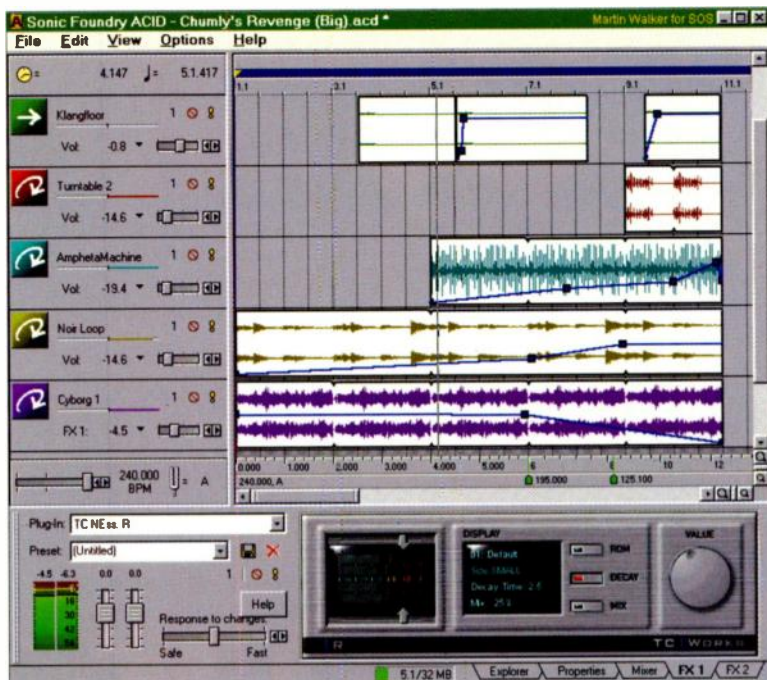 Sonic Foundry ACID - Chumly's Revenge (Big).acd * Martin Walker for SOS
File Edit View Options Help
4.147 = 5.1.417
1.1 3.1 5.1 7.1 9.1 11.1
Klangfloor 1
Vol: -0.8
Turntable 2 1
Vol: -14.6
AmphetaMachine 1
Vol: -19.4
Noir Loop 1
Vol: -14.6
Cyborg 1 1
FX 1: -4.5
0.000 1.000 2.000 3.000 4.000 5.000 6 8 10 12
240.000 BPM = A
240.000, A 195.000 125.100
Plug-In: TC NEss. R
Preset: (Untitled)
-4.5 -6.3 0.0 0.0 1
Help
Response to changes:
Safe Fast
DISPLAY
01: Default
Size: SMALL
Decay Time: 2.5
Mix: 25%
ROM
DECAY
MIX
VALUE
R TC WORKS
5.1/32 MB Explorer Properties Mixer FX 1 FX 2